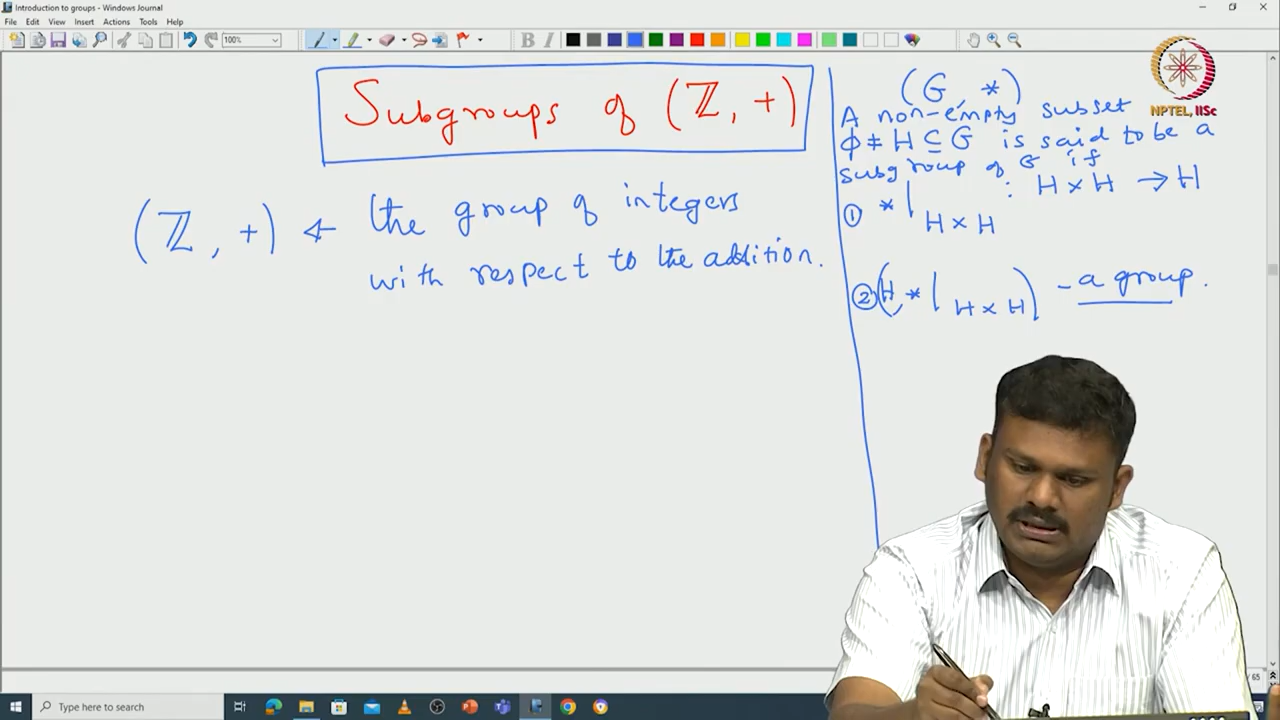 Introduction to groups - Windows Journal
File Edit View Insert Actions Tools Help
100%
B I
NPTEL, IISc
Subgroups of (ℤ, +)
(ℤ, +) ← the group of integers
with respect to the addition.
(G, *)
A non-empty subset
ϕ ≠ H ⊆ G is said to be a
subgroup of G if
① *| H×H : H × H → H
② (H, *| H×H) - a group.
/ 65
Type here to search